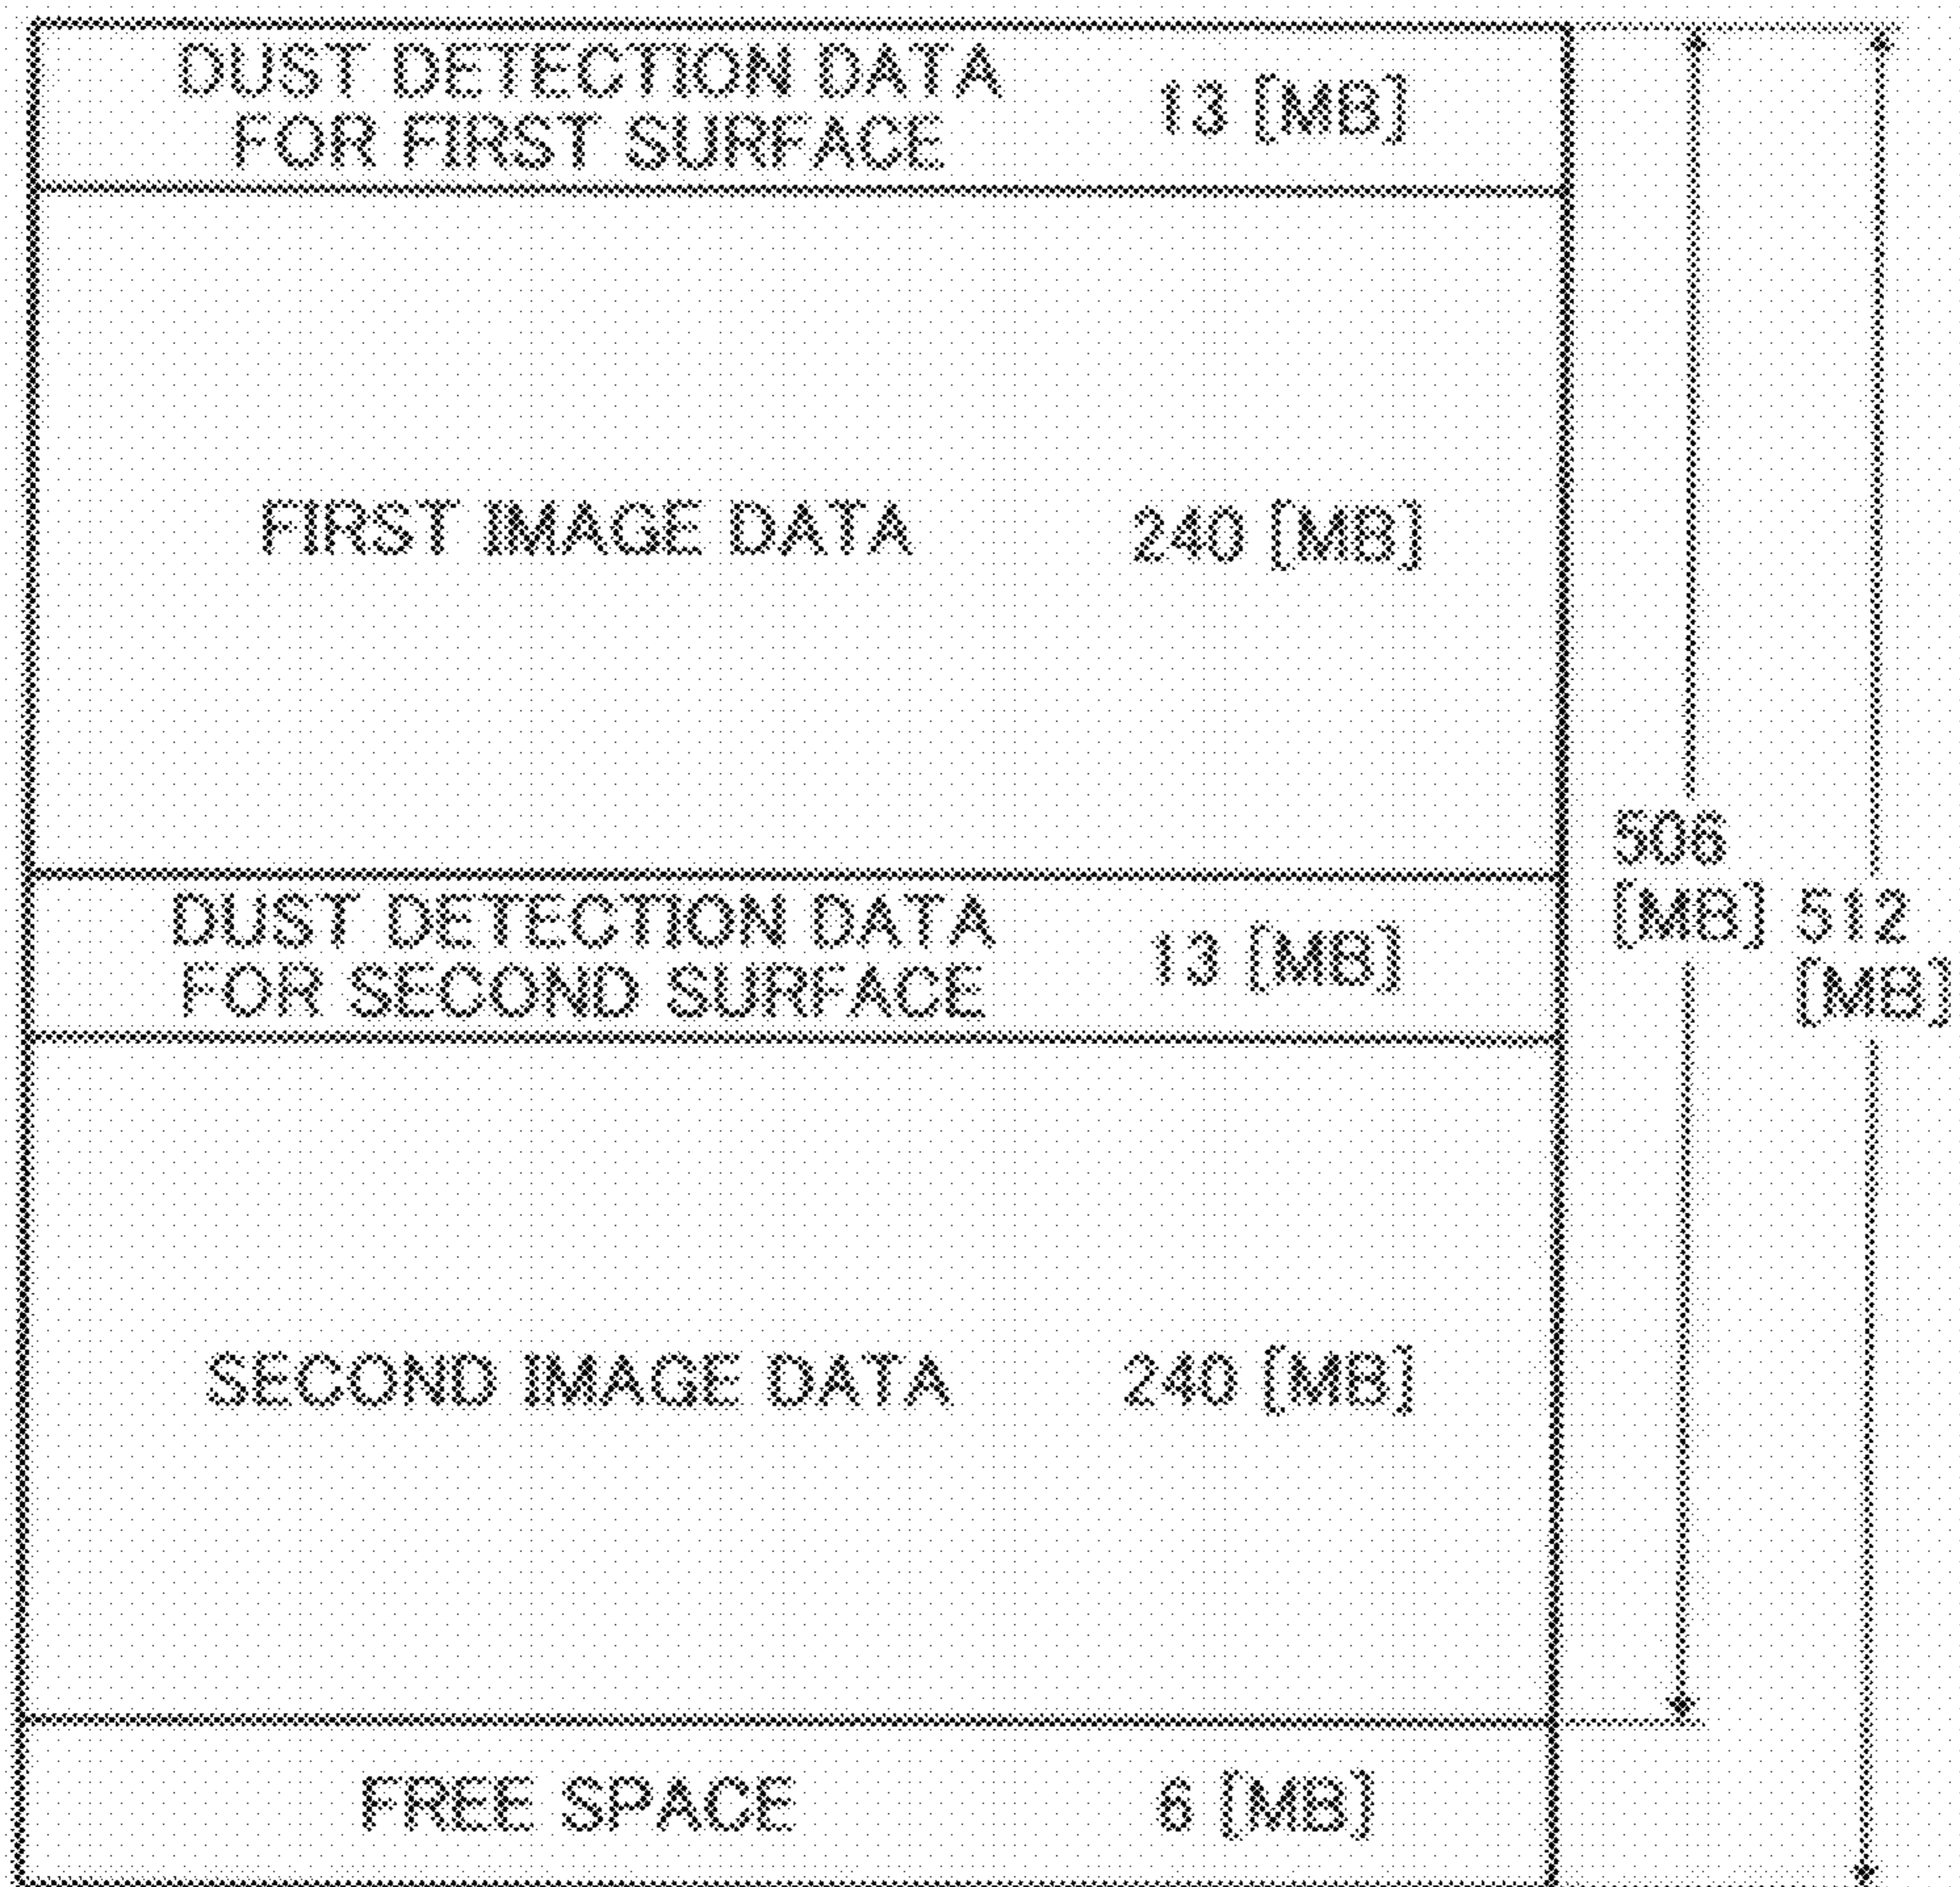 DUST DETECTION DATA
FOR FIRST SURFACE
13 [MB]
FIRST IMAGE DATA
240 [MB]
506
[MB]
512
[MB]
DUST DETECTION DATA
FOR SECOND SURFACE
13 [MB]
SECOND IMAGE DATA
240 [MB]
FREE SPACE
6 [MB]